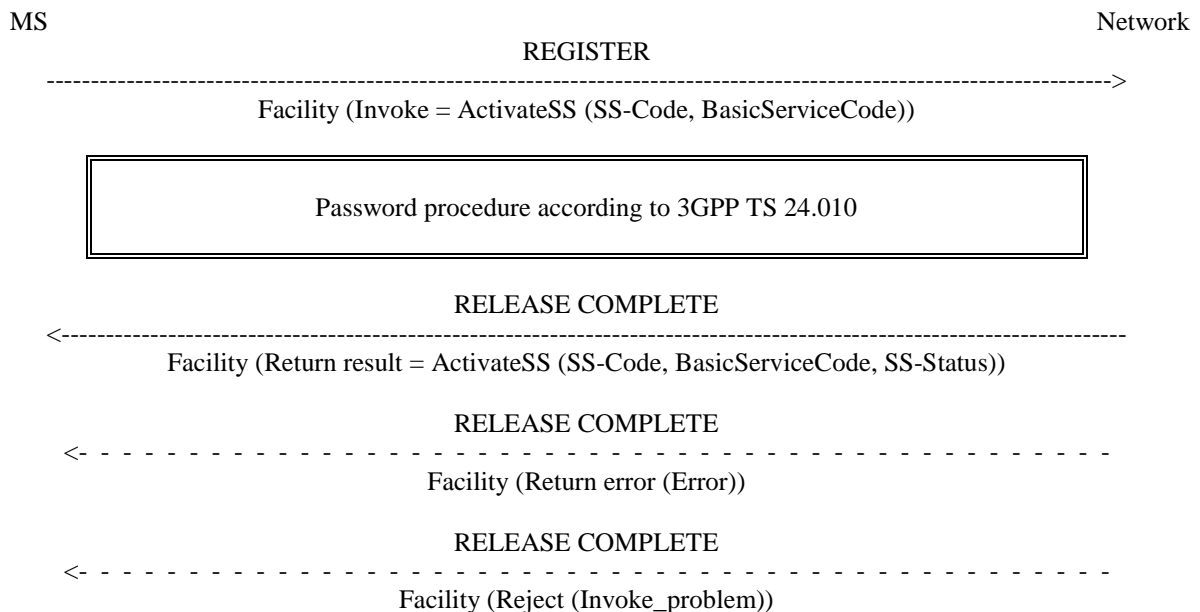 MS Network
REGISTER
Facility (Invoke = ActivateSS (SS-Code, BasicServiceCode))
Password procedure according to 3GPP TS 24.010
RELEASE COMPLETE
Facility (Return result = ActivateSS (SS-Code, BasicServiceCode, SS-Status))
RELEASE COMPLETE
Facility (Return error (Error))
RELEASE COMPLETE
Facility (Reject (Invoke_problem))